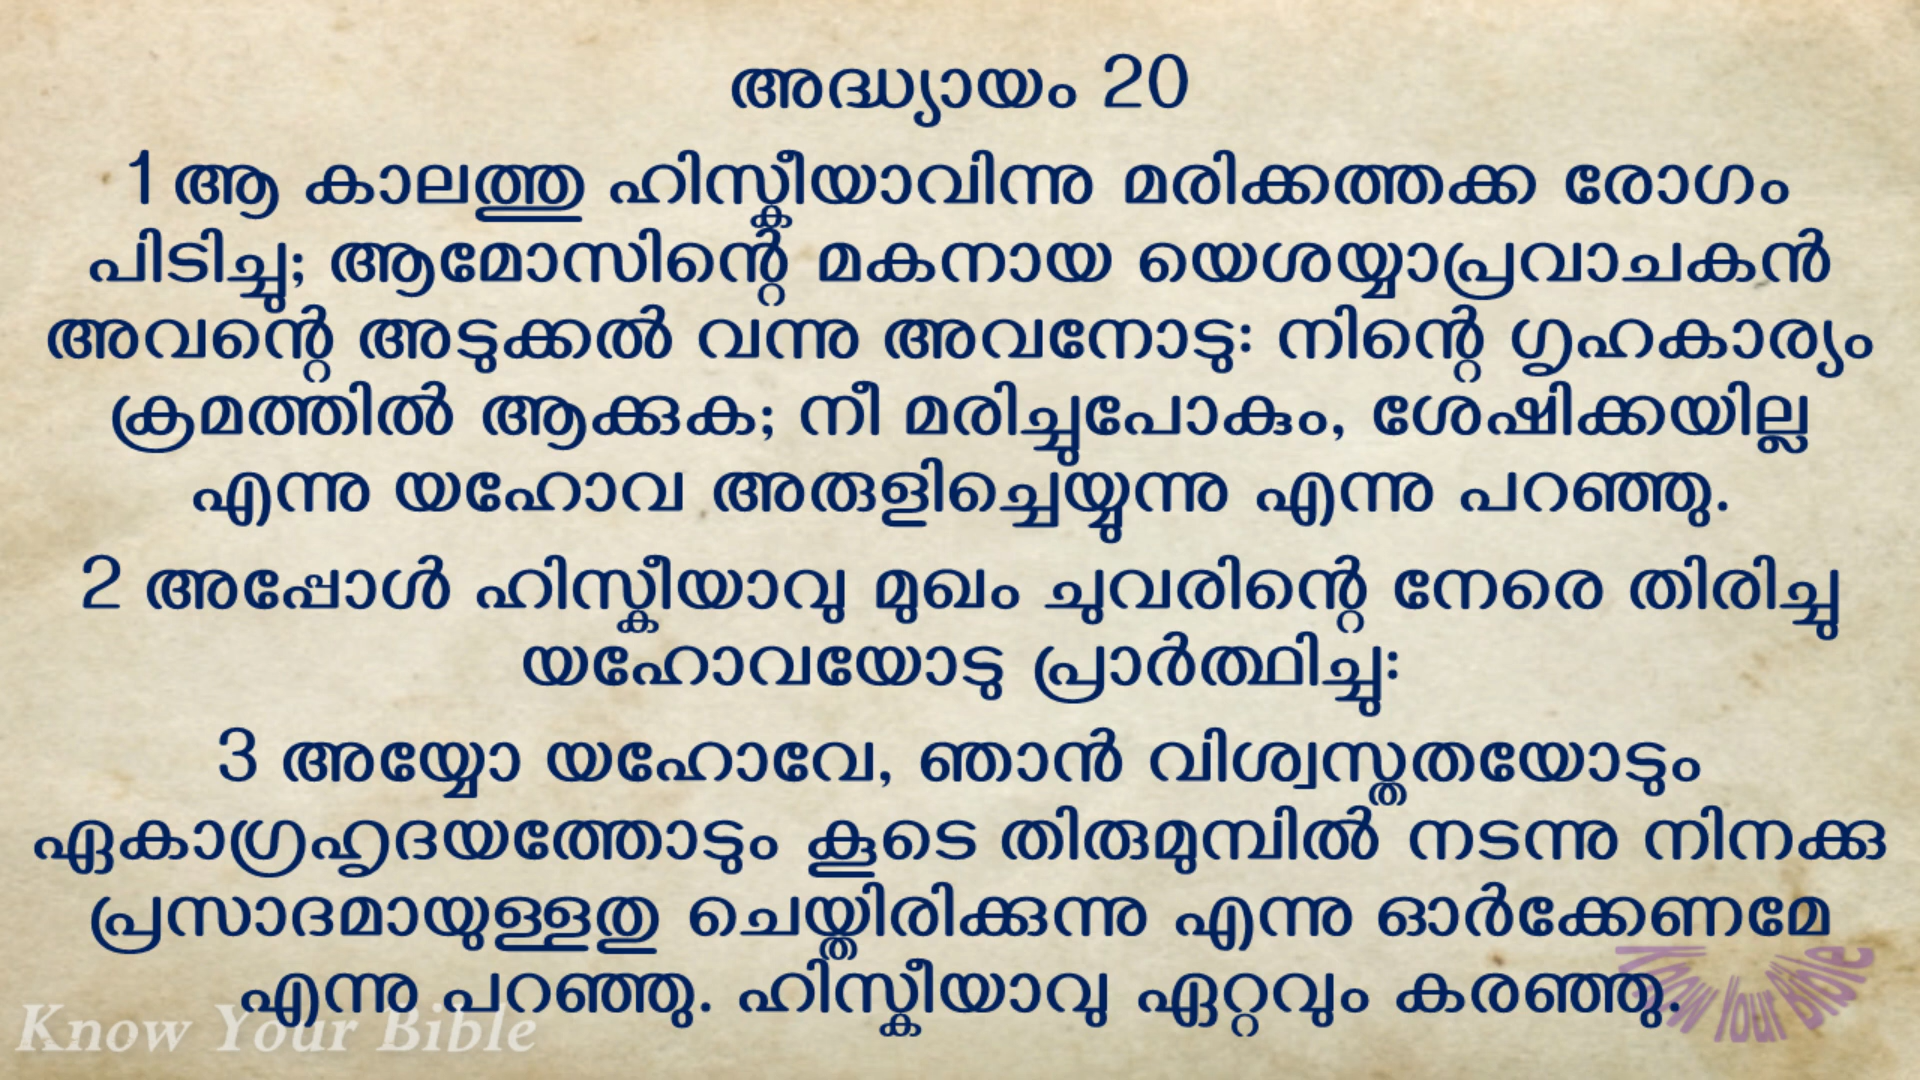 അദ്ധ്യായം 20
1 ആ കാലത്തു ഹിസ്കീയാവിന്നു മരിക്കത്തക്ക രോഗം
പിടിച്ചു; ആമോസിന്റെ മകനായ യെശയ്യാപ്രവാചകൻ
അവന്റെ അടുക്കൽ വന്നു അവനോടു: നിന്റെ ഗൃഹകാര്യം
ക്രമത്തിൽ ആക്കുക; നീ മരിച്ചുപോകും, ശേഷിക്കയില്ല
എന്നു യഹോവ അരുളിച്ചെയ്യുന്നു എന്നു പറഞ്ഞു.
2 അപ്പോൾ ഹിസ്കീയാവു മുഖം ചുവരിന്റെ നേരെ തിരിച്ചു
യഹോവയോടു പ്രാർത്ഥിച്ചു:
3 അയ്യോ യഹോവേ, ഞാൻ വിശ്വസ്തതയോടും
ഏകാഗ്രഹൃദയത്തോടും കൂടെ തിരുമുമ്പിൽ നടന്നു നിനക്കു
പ്രസാദമായുള്ളതു ചെയ്തിരിക്കുന്നു എന്നു ഓർക്കേണമേ
എന്നു പറഞ്ഞു. ഹിസ്കീയാവു ഏറ്റവും കരഞ്ഞു.
Know Your Bible
Know Your Bible